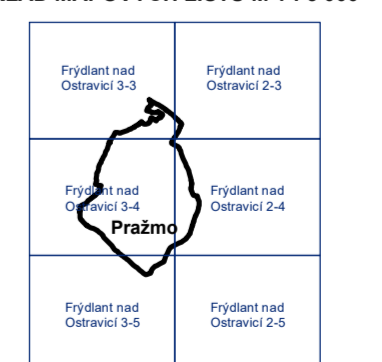 Frýdlant nad
Ostravicí 3-3
Frýdlant nad
Ostravicí 2-3
Frýdlant nad
Ostravicí 3-4
Frýdlant nad
Ostravicí 2-4
Pražmo
Frýdlant nad
Ostravicí 3-5
Frýdlant nad
Ostravicí 2-5